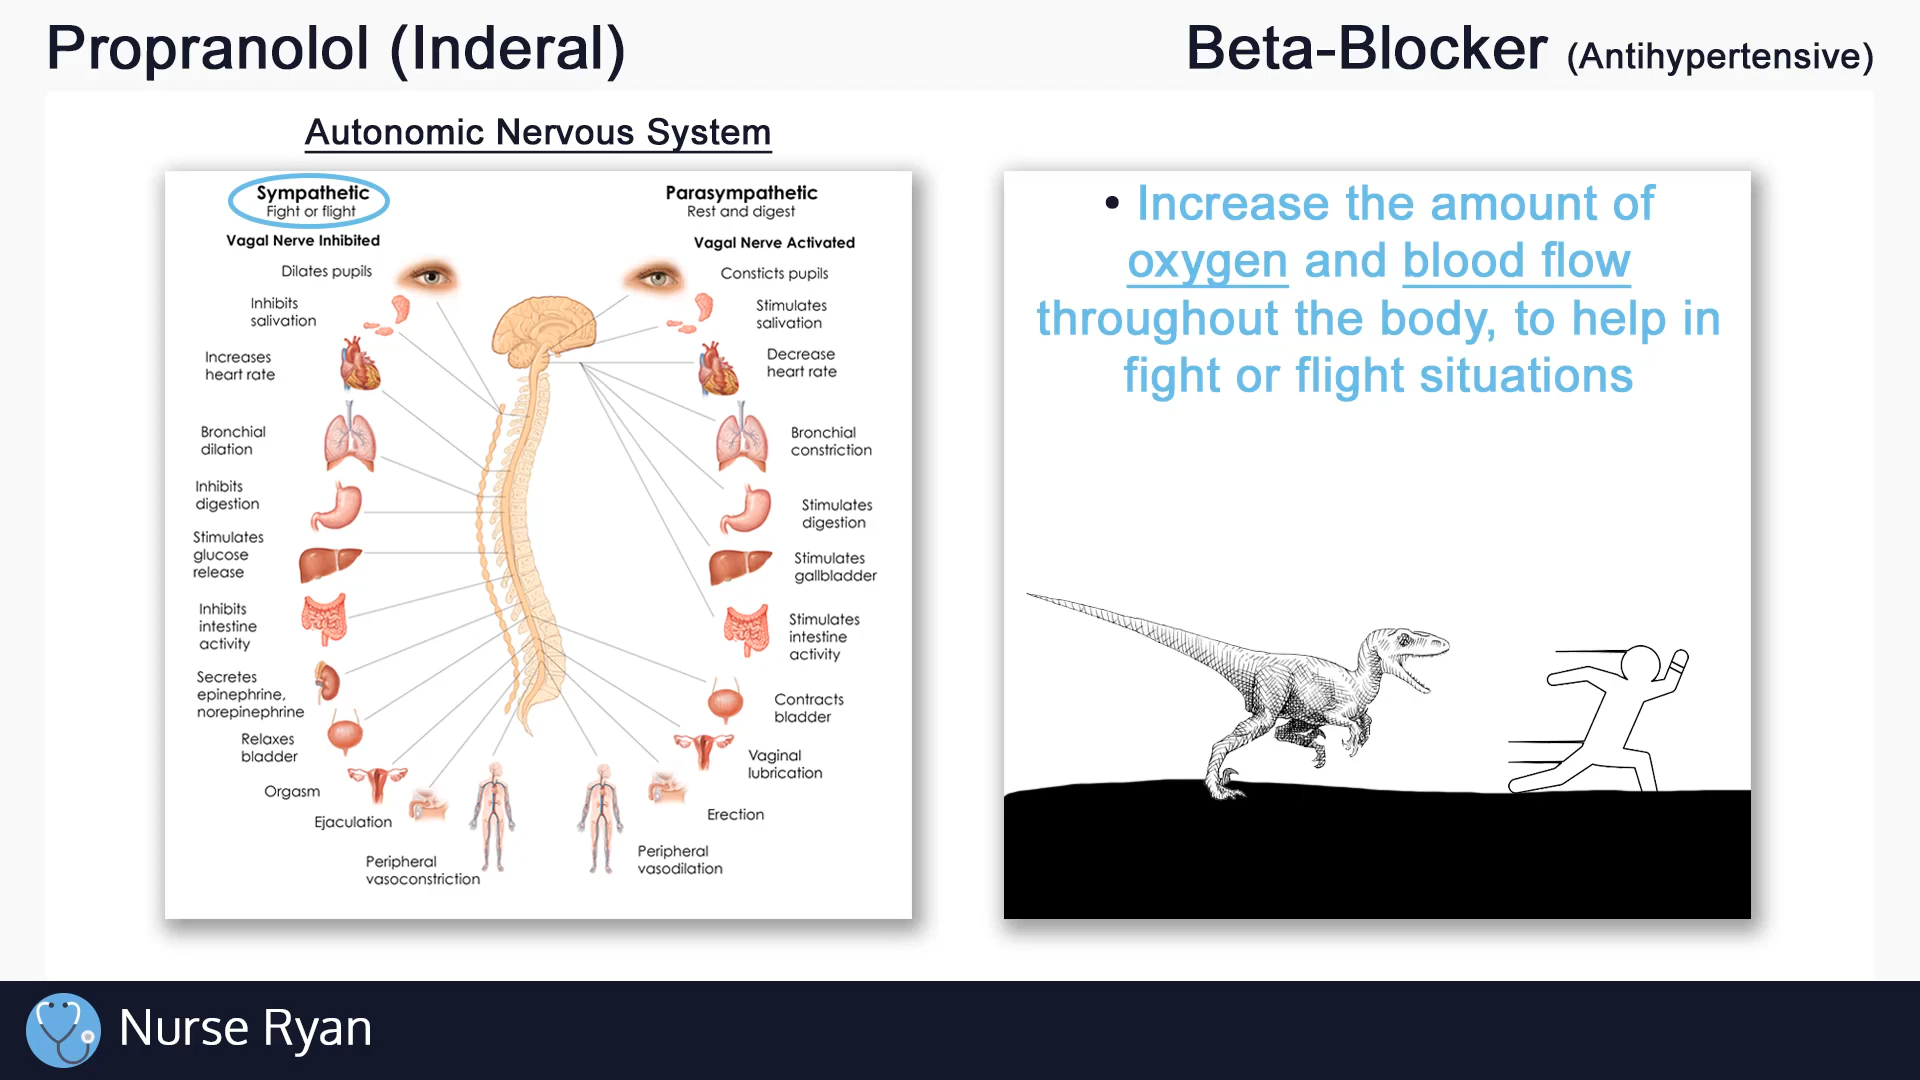 Propranolol (Inderal)
Beta-Blocker (Antihypertensive)
Autonomic Nervous System
Sympathetic
Fight or flight
Vagal Nerve Inhibited
Dilates pupils
Inhibits
salivation
Increases
heart rate
Bronchial
dilation
Inhibits
digestion
Stimulates
glucose
release
Inhibits
intestine
activity
Secretes
epinephrine,
norepinephrine
Relaxes
bladder
Orgasm
Ejaculation
Peripheral
vasoconstriction
Parasympathetic
Rest and digest
Vagal Nerve Activated
Consticts pupils
Stimulates
salivation
Decrease
heart rate
Bronchial
constriction
Stimulates
digestion
Stimulates
gallbladder
Stimulates
intestine
activity
Contracts
bladder
Vaginal
lubrication
Erection
Peripheral
vasodilation
• Increase the amount of
oxygen and blood flow
throughout the body, to help in
fight or flight situations
Nurse Ryan